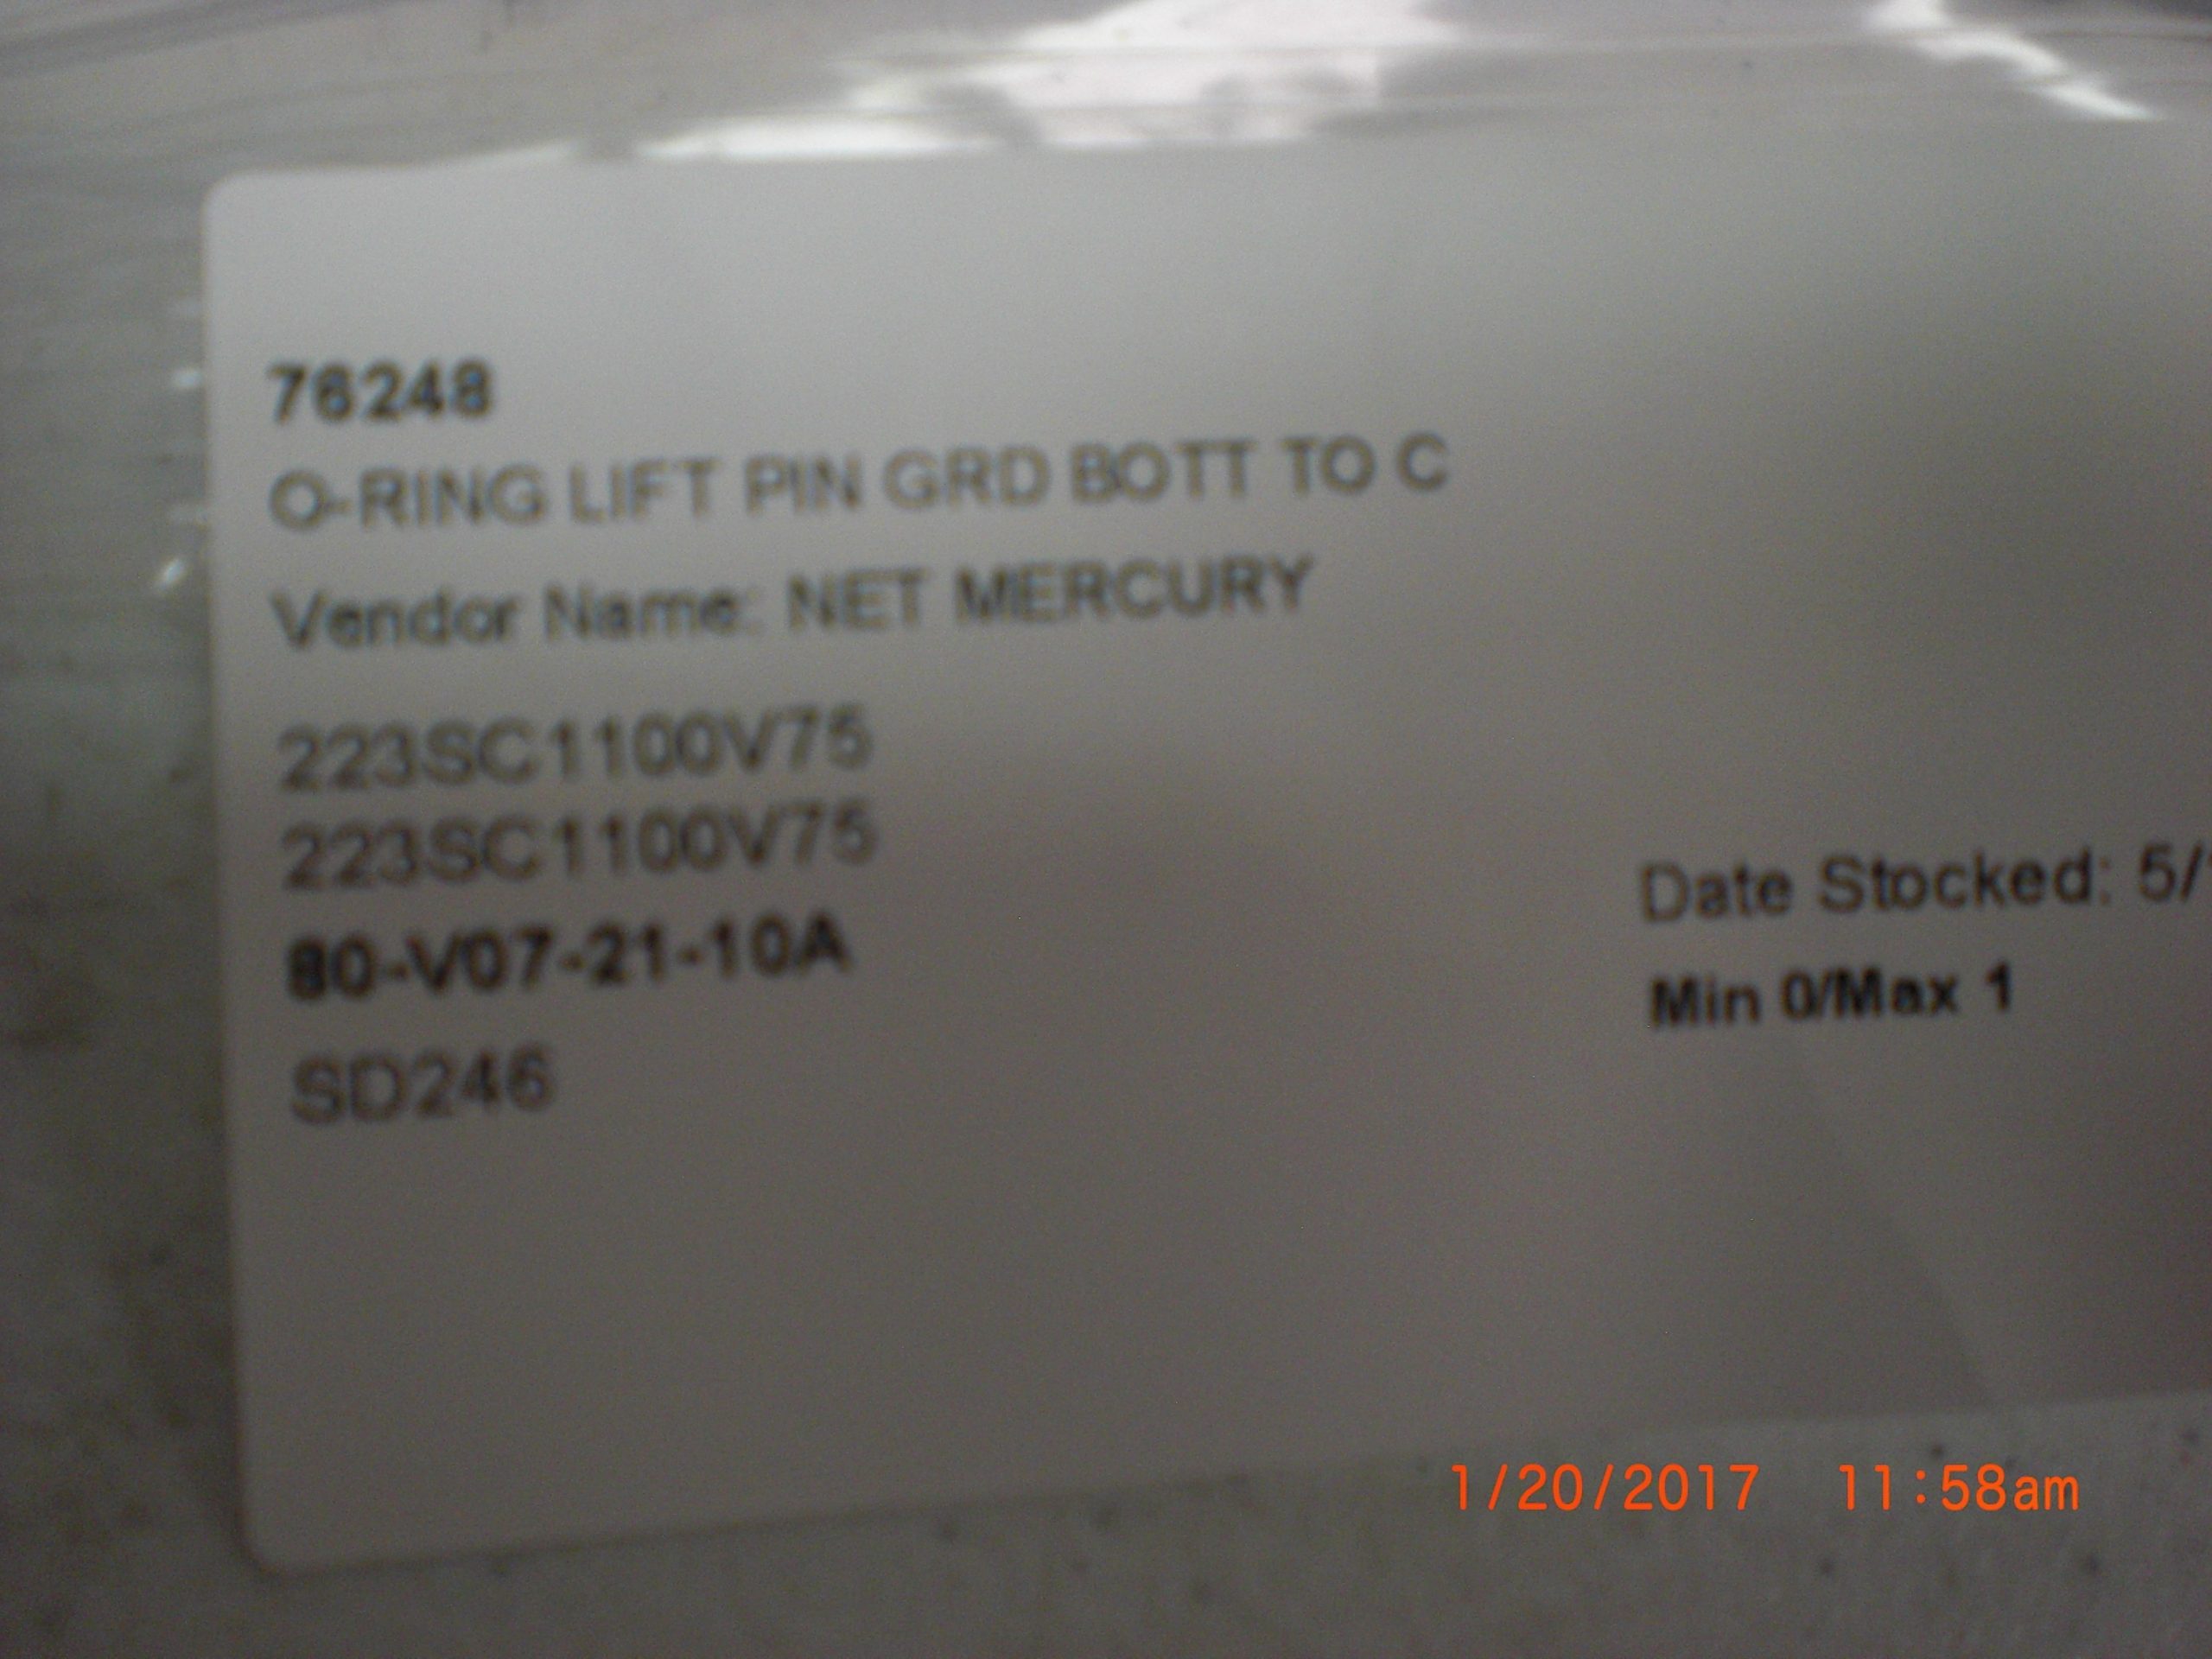 76248
O-RING LIFT PIN GRD BOTT TO C
Vendor Name: NET MERCURY
223SC1100V75
223SC1100V75
80-V07-21-10A
Date Stocked: 5/
Min 0/Max 1
SD246
1/20/2017 11:58am